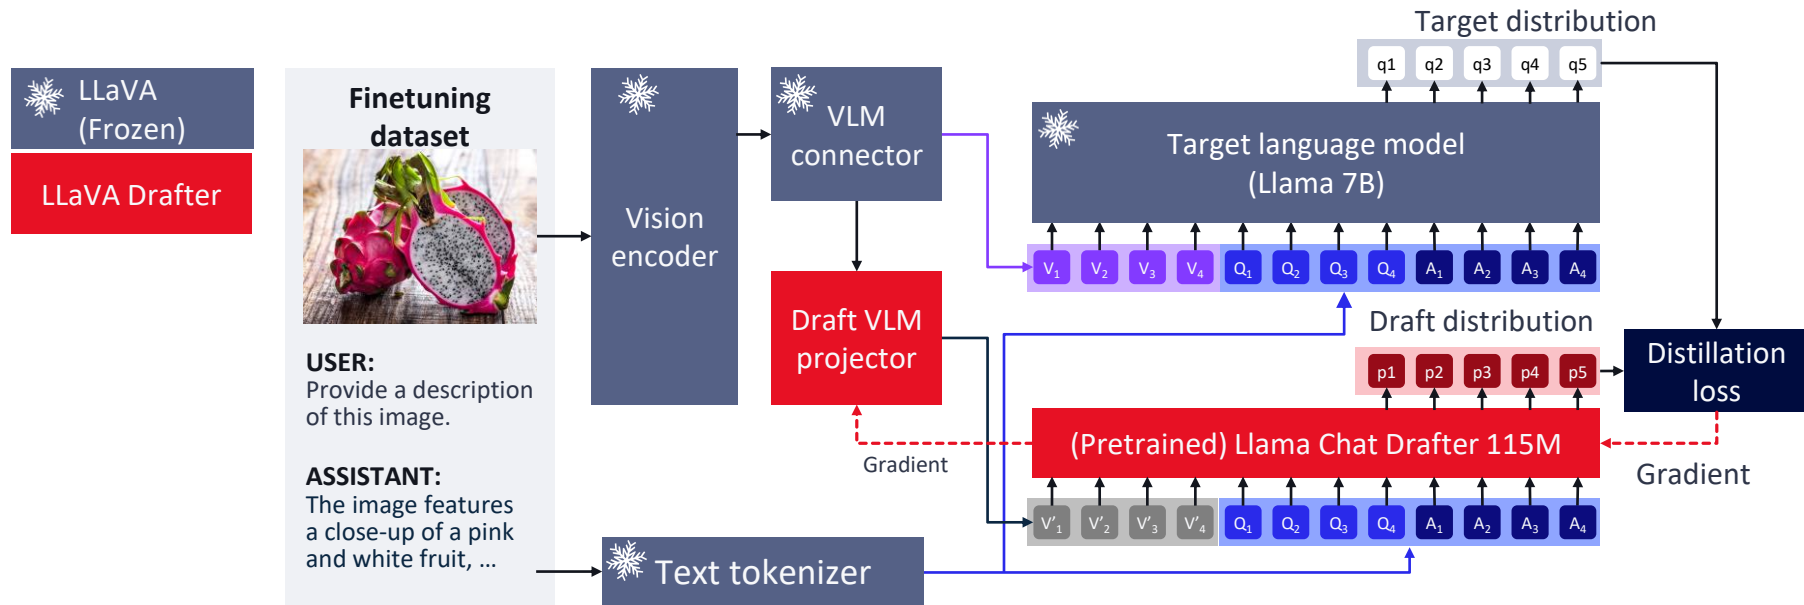 LLaVA
(Frozen)
LLaVA Drafter
Finetuning
dataset
USER:
Provide a description
of this image.
ASSISTANT:
The image features
a close-up of a pink
and white fruit, ...
Vision
encoder
VLM
connector
Draft VLM
projector
Gradient
Text tokenizer
Target distribution
q1 q2 q3 q4 q5
Target language model
(Llama 7B)
V₁ V₂ V₃ V₄ Q₁ Q₂ Q₃ Q₄ A₁ A₂ A₃ A₄
Draft distribution
p1 p2 p3 p4 p5
(Pretrained) Llama Chat Drafter 115M
V'₁ V'₂ V'₃ V'₄ Q₁ Q₂ Q₃ Q₄ A₁ A₂ A₃ A₄
Distillation
loss
Gradient